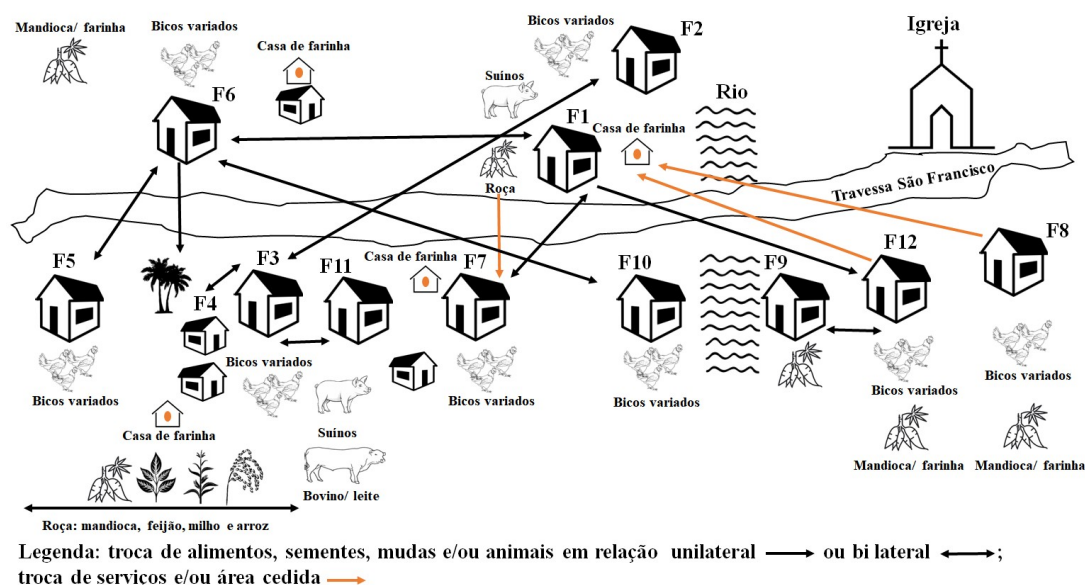 Mandioca/ farinha
Bicos variados
Casa de farinha
F6
Bicos variados
F2
Suínos
F1
Casa de farinha
Rio
Igreja
Roça
Travessa São Francisco
F5
F3
F11
Casa de farinha
F7
F10
F9
F12
F8
F4
Bicos variados
Bicos variados
Bicos variados
Bicos variados
Bicos variados
Bicos variados
Casa de farinha
Suínos
Mandioca/ farinha
Mandioca/ farinha
Bovino/ leite
Roça: mandioca, feijão, milho e arroz
Legenda: troca de alimentos, sementes, mudas e/ou animais em relação unilateral ou bi lateral ;
troca de serviços e/ou área cedida